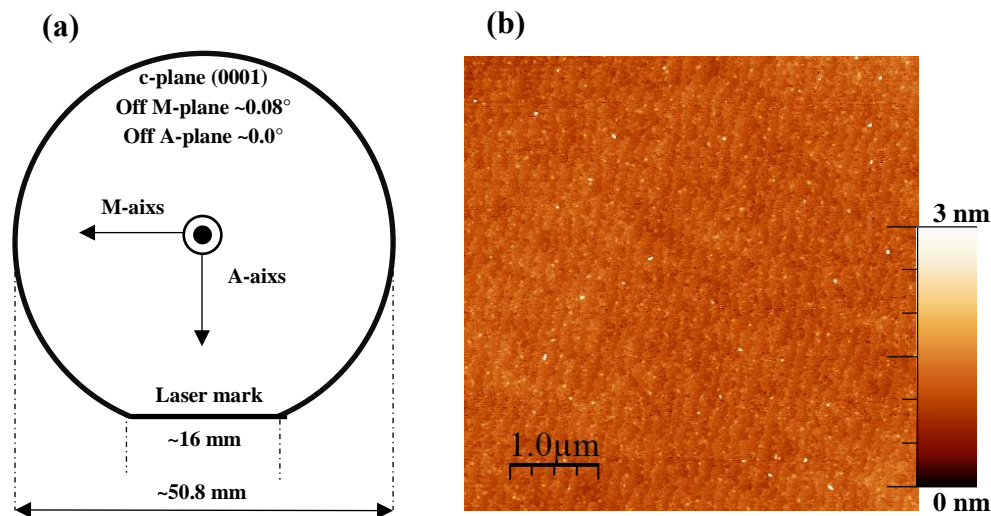 (a)
c-plane (0001)
Off M-plane ~0.08°
Off A-plane ~0.0°
M-aixs
A-aixs
Laser mark
~16 mm
~50.8 mm
(b)
1.0µm
3 nm
0 nm